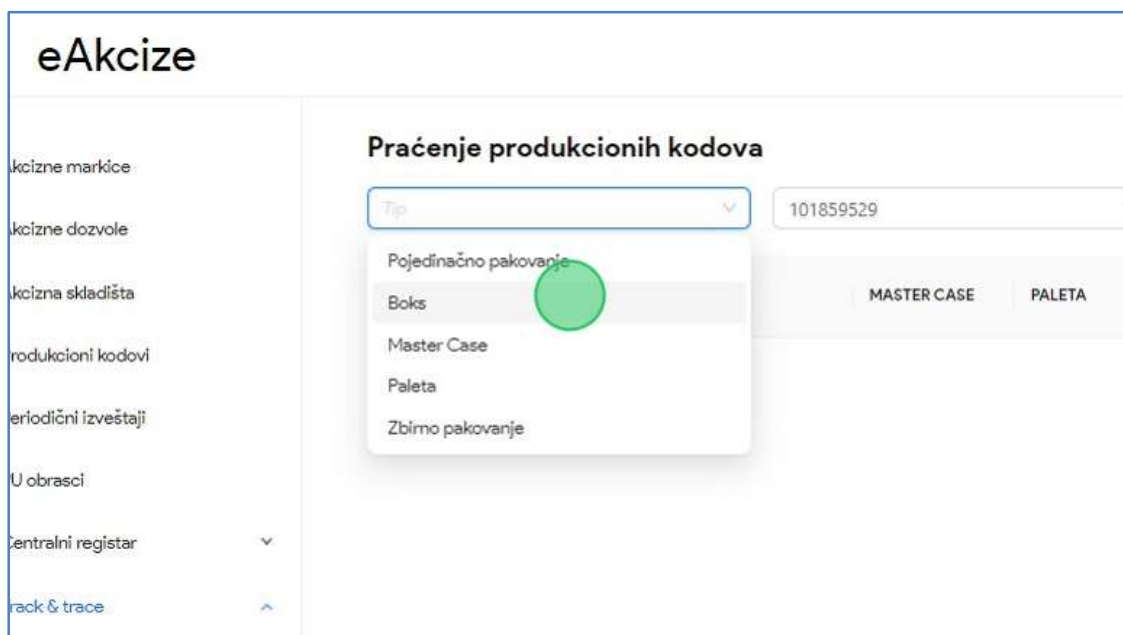 eAkcize
kcizne markice
kcizne dozvole
kcizna skladišta
rodukcioni kodovi
eriodični izveštaji
U obrasci
entralni registar
rack & trace
Praćenje produkcionih kodova
Tip
101859529
Pojedinačno pakovanje
Boks
Master Case
Paleta
Zbirno pakovanje
MASTER CASE PALETA